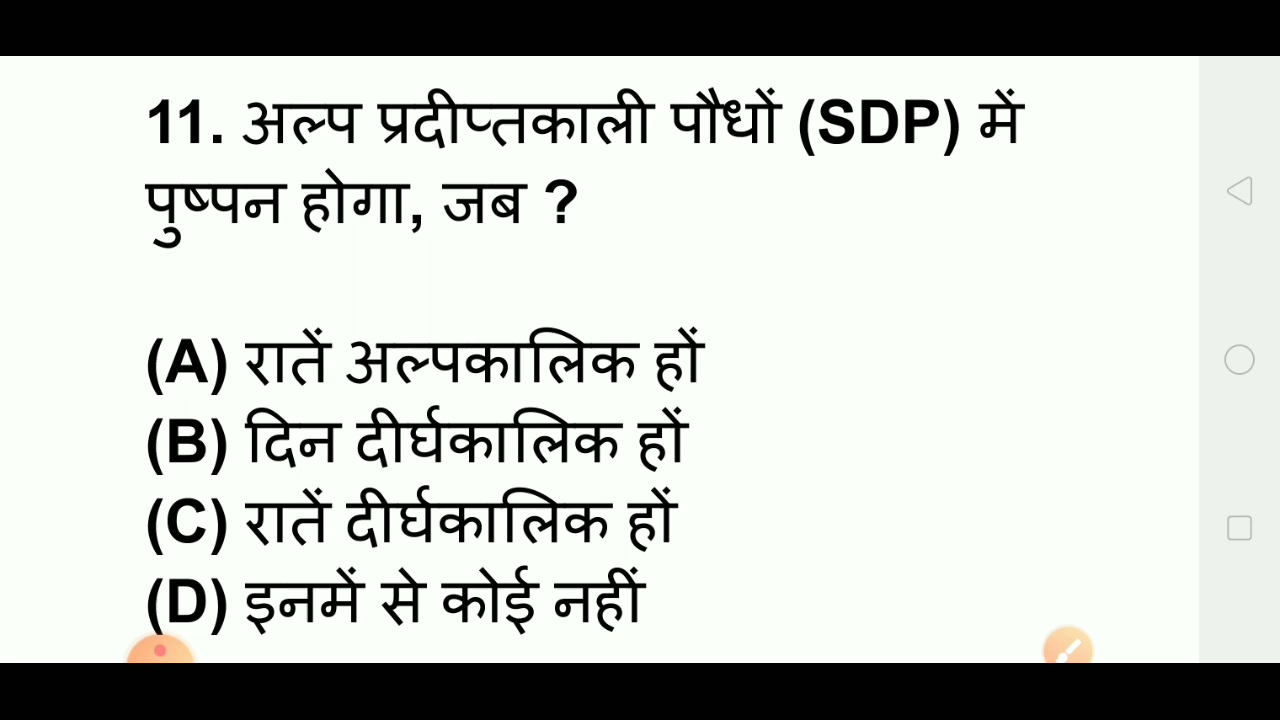 11. अल्प प्रदीप्तकाली पौधों (SDP) में
पुष्पन होगा, जब ?
(A) रातें अल्पकालिक हों
(B) दिन दीर्घकालिक हों
(C) रातें दीर्घकालिक हों
(D) इनमें से कोई नहीं